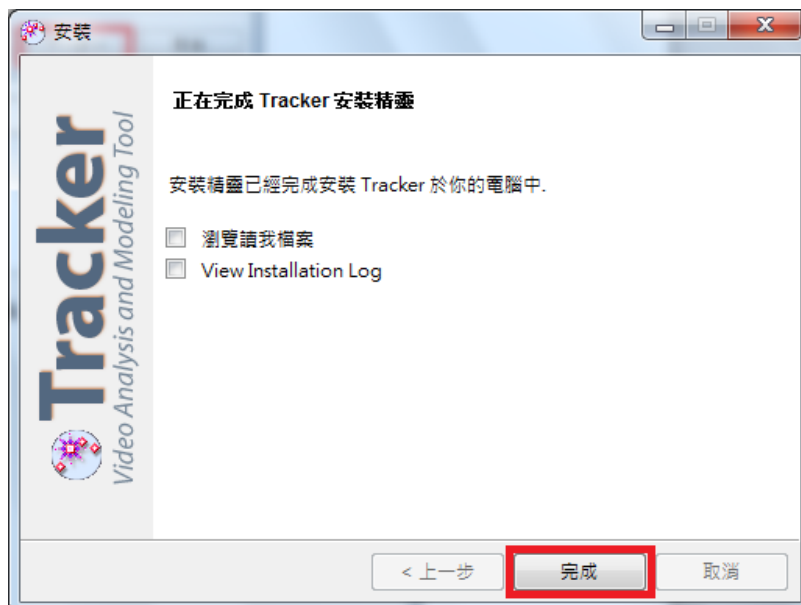 安裝
Tracker
Video Analysis and Modeling Tool
正在完成 Tracker 安裝精靈
安裝精靈已經完成安裝 Tracker 於你的電腦中.
瀏覽讀我檔案
View Installation Log
< 上一步
完成
取消